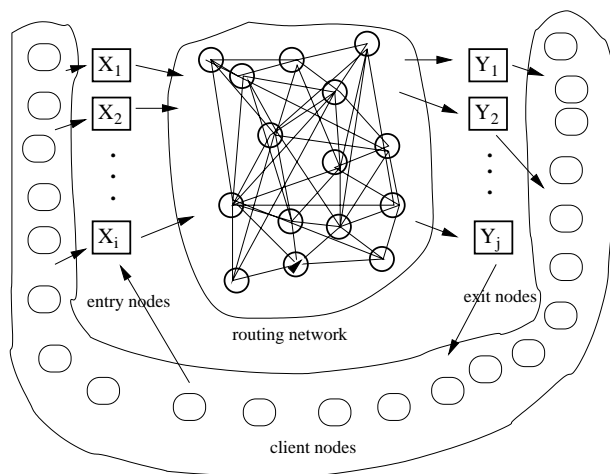 X1
Y1
X2
Y2
Xi
Yj
entry nodes
exit nodes
routing network
client nodes